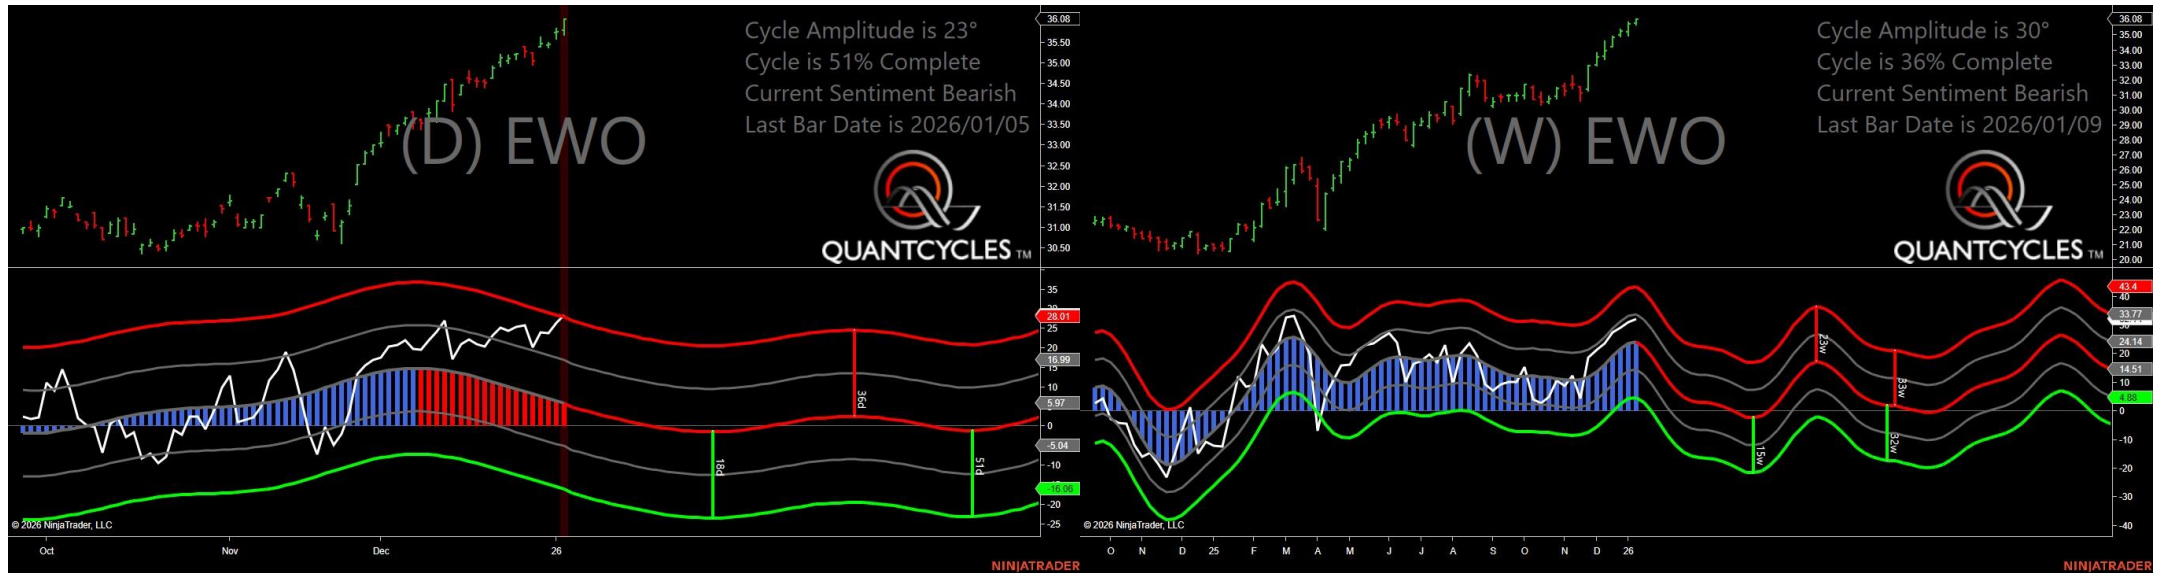 Cycle Amplitude is 23°
Cycle is 51% Complete
Current Sentiment Bearish
Last Bar Date is 2026/01/05
(D) EWO
QUANTCYCLES TM
36.08
35.50
35.00
34.50
34.00
33.50
33.00
32.50
32.00
31.50
31.00
30.50
35
28.01
25
20
16.99
15
10
5.97
0
-5.04
-10
-16.06
-20
-25
36d
18d
51d
© 2026 NinjaTrader, LLC
Oct Nov Dec 26
NINJATRADER
Cycle Amplitude is 30°
Cycle is 36% Complete
Current Sentiment Bearish
Last Bar Date is 2026/01/09
(W) EWO
QUANTCYCLES TM
36.08
35.00
34.00
33.00
32.00
31.00
30.00
29.00
28.00
27.00
26.00
25.00
24.00
23.00
22.00
21.00
20.00
43.4
40
33.77
24.14
20
14.51
10
4.88
0
-10
-20
-30
-40
23w
33w
15w
32w
© 2026 NinjaTrader, LLC
O N D 25 F M A M J J A S O N D 26
NINJATRADER